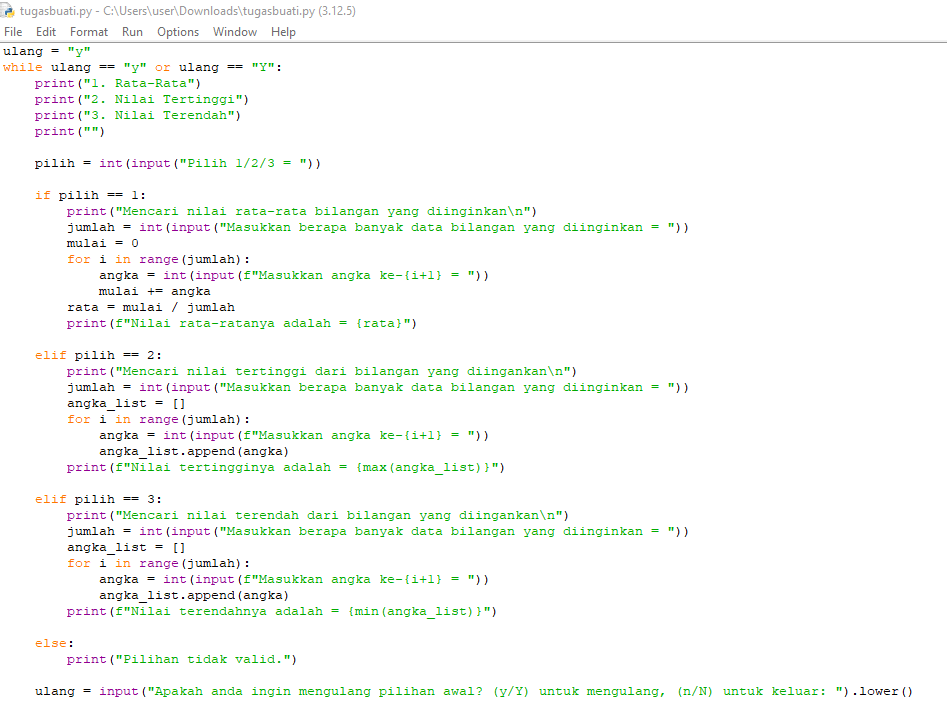 tugasbuati.py - C:\Users\user\Downloads\tugasbuati.py (3.12.5)
File Edit Format Run Options Window Help
ulang = "y"
while ulang == "y" or ulang == "Y":
    print("1. Rata-Rata")
    print("2. Nilai Tertinggi")
    print("3. Nilai Terendah")
    print("")

    pilih = int(input("Pilih 1/2/3 = "))

    if pilih == 1:
        print("Mencari nilai rata-rata bilangan yang diinginkan\n")
        jumlah = int(input("Masukkan berapa banyak data bilangan yang diinginkan = "))
        mulai = 0
        for i in range(jumlah):
            angka = int(input(f"Masukkan angka ke-{i+1} = "))
            mulai += angka
        rata = mulai / jumlah
        print(f"Nilai rata-ratanya adalah = {rata}")

    elif pilih == 2:
        print("Mencari nilai tertinggi dari bilangan yang diingankan\n")
        jumlah = int(input("Masukkan berapa banyak data bilangan yang diinginkan = "))
        angka_list = []
        for i in range(jumlah):
            angka = int(input(f"Masukkan angka ke-{i+1} = "))
            angka_list.append(angka)
        print(f"Nilai tertingginya adalah = {max(angka_list)}")

    elif pilih == 3:
        print("Mencari nilai terendah dari bilangan yang diingankan\n")
        jumlah = int(input("Masukkan berapa banyak data bilangan yang diinginkan = "))
        angka_list = []
        for i in range(jumlah):
            angka = int(input(f"Masukkan angka ke-{i+1} = "))
            angka_list.append(angka)
        print(f"Nilai terendahnya adalah = {min(angka_list)}")

    else:
        print("Pilihan tidak valid.")

    ulang = input("Apakah anda ingin mengulang pilihan awal? (y/Y) untuk mengulang, (n/N) untuk keluar: ").lower()